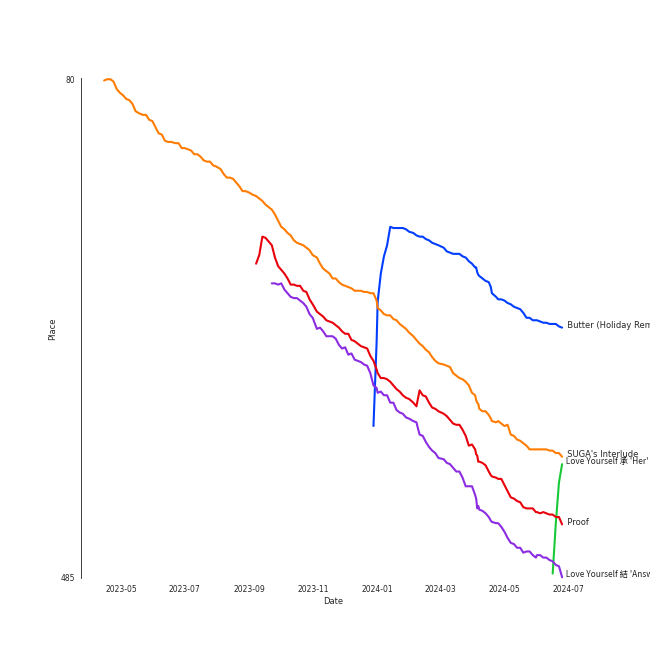 80
Place
Butter (Holiday Rem
SUGA's Interlude
Love Yourself 承 'Her'
Proof
Love Yourself 結 'Answ
485
2023-05
2023-07
2023-09
2023-11
2024-01
2024-03
2024-05
2024-07
Date